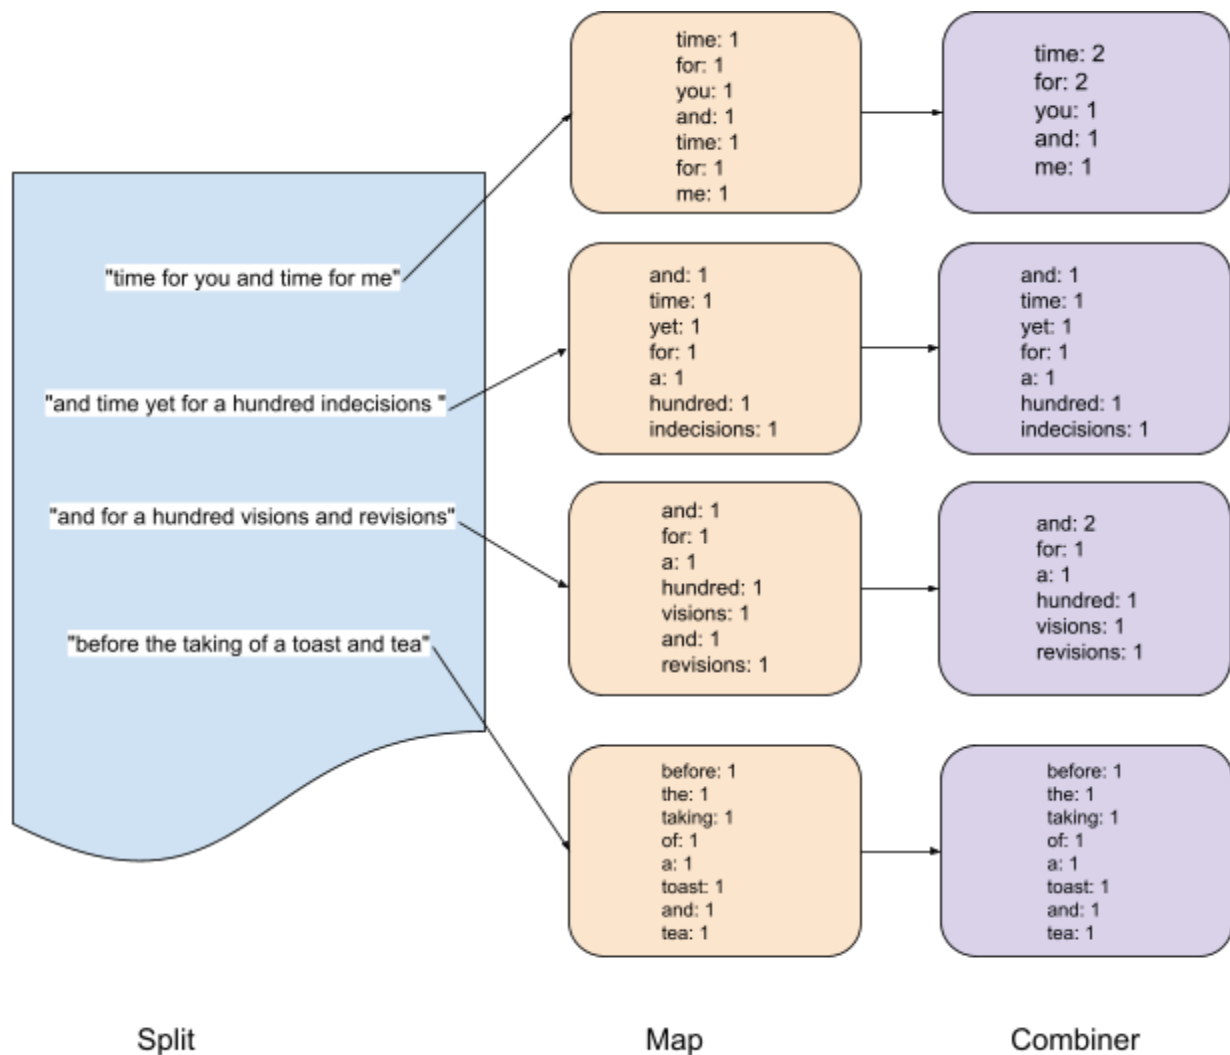 "time for you and time for me"
"and time yet for a hundred indecisions "
"and for a hundred visions and revisions"
"before the taking of a toast and tea"
Split
time: 1
for: 1
you: 1
and: 1
time: 1
for: 1
me: 1
and: 1
time: 1
yet: 1
for: 1
a: 1
hundred: 1
indecisions: 1
and: 1
for: 1
a: 1
hundred: 1
visions: 1
and: 1
revisions: 1
before: 1
the: 1
taking: 1
of: 1
a: 1
toast: 1
and: 1
tea: 1
Map
time: 2
for: 2
you: 1
and: 1
me: 1
and: 1
time: 1
yet: 1
for: 1
a: 1
hundred: 1
indecisions: 1
and: 2
for: 1
a: 1
hundred: 1
visions: 1
revisions: 1
before: 1
the: 1
taking: 1
of: 1
a: 1
toast: 1
and: 1
tea: 1
Combiner